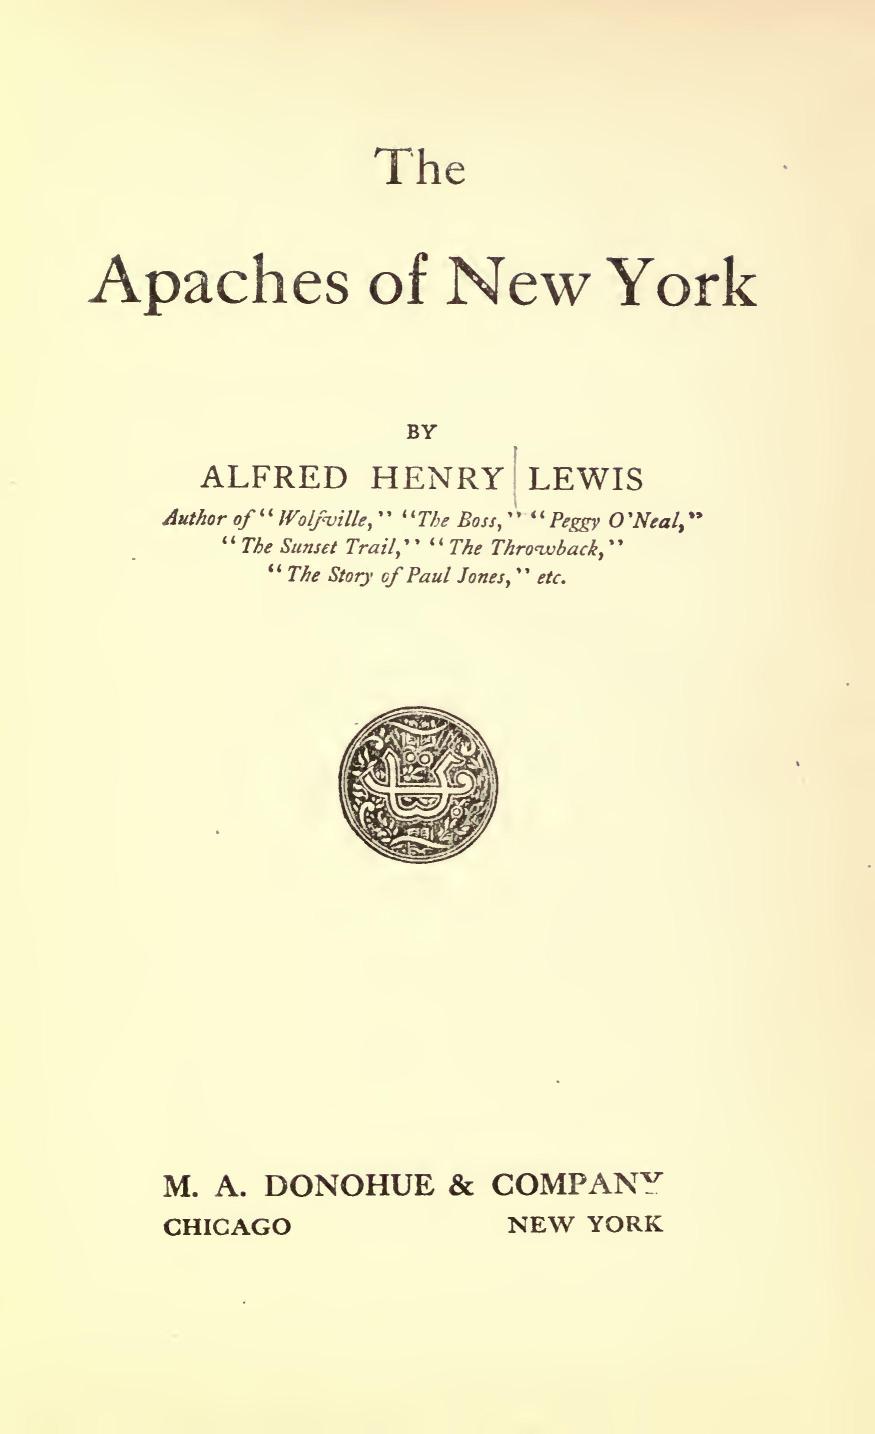 The
Apaches of New York
BY
ALFRED HENRY LEWIS
Author of “Wolfville,” “The Boss,” “Peggy O'Neal,”
“The Sunset Trail,” “The Throwback,”
“The Story of Paul Jones,” etc.
M. A. DONOHUE & COMPANY
CHICAGO NEW YORK